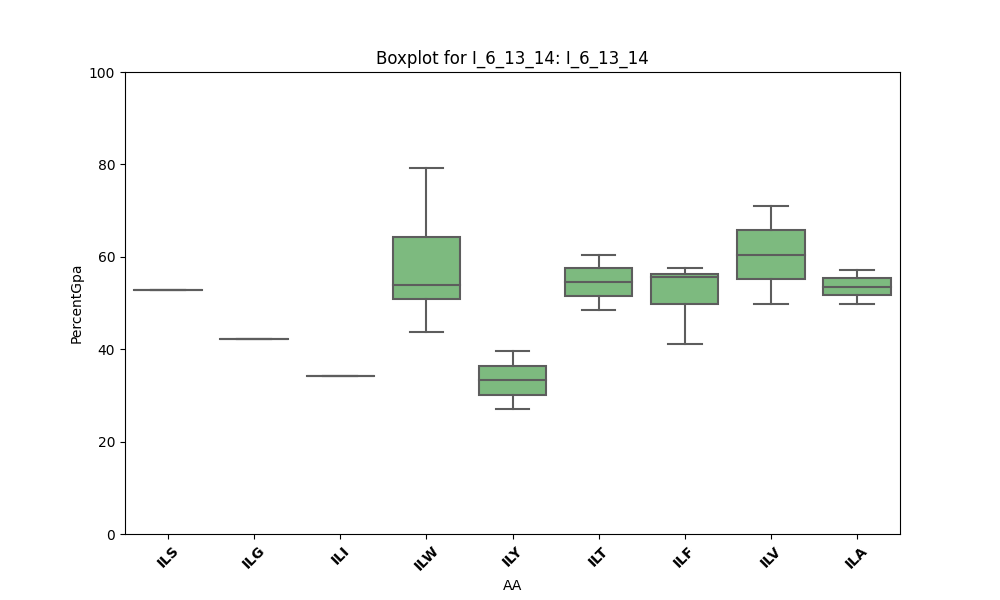 Boxplot for I_6_13_14: I_6_13_14
PercentGpa
100
80
60
40
20
0
ILS ILG ILI ILW ILY ILT ILF ILV ILA
AA